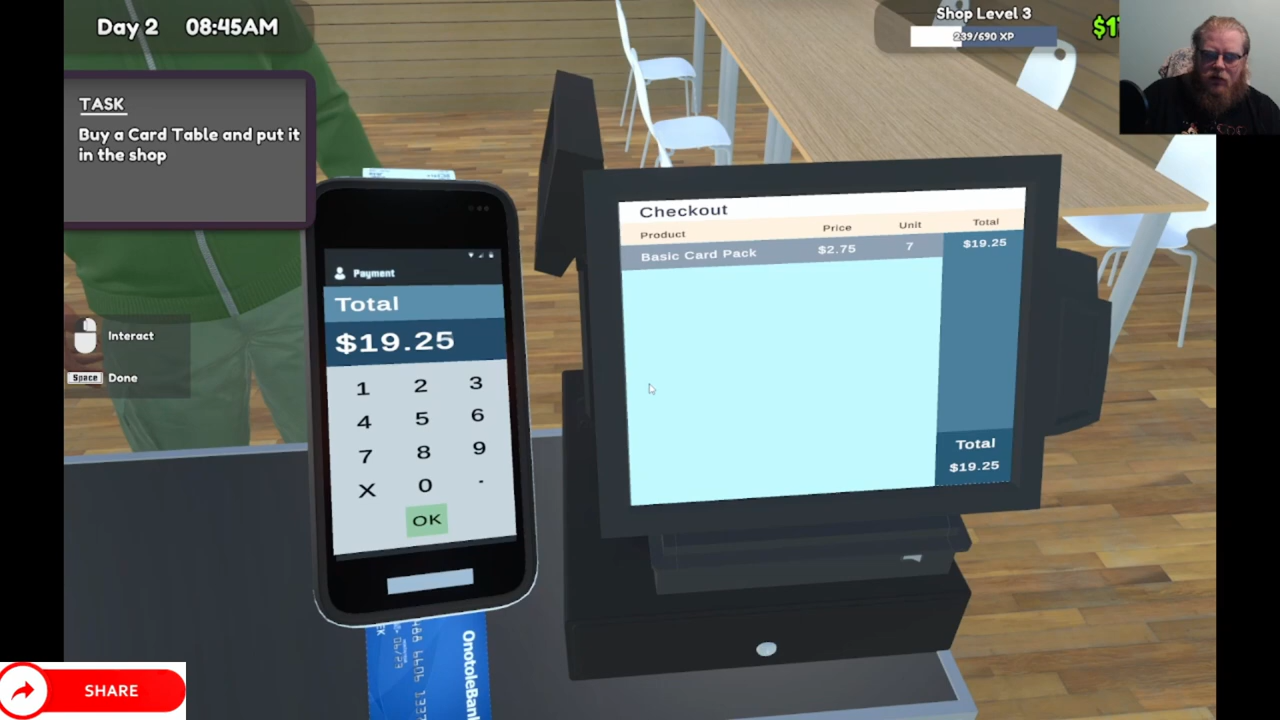 Day 2 08:45AM
Shop Level 3
239/690 XP
TASK
Buy a Card Table and put it
in the shop
Interact
Space Done
Payment
Total
$19.25
1 2 3
4 5 6
7 8 9
X 0 .
OK
Checkout
Product Price Unit Total
Basic Card Pack $2.75 7 $19.25
Total
$19.25
OnotoleBank
SHARE